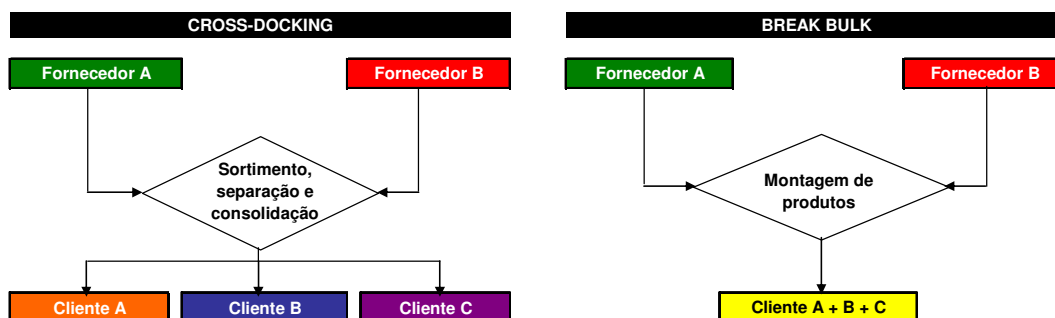 CROSS-DOCKING
Fornecedor A
Fornecedor B
Sortimento,
separação e
consolidação
Cliente A
Cliente B
Cliente C
BREAK BULK
Fornecedor A
Fornecedor B
Montagem de
produtos
Cliente A + B + C